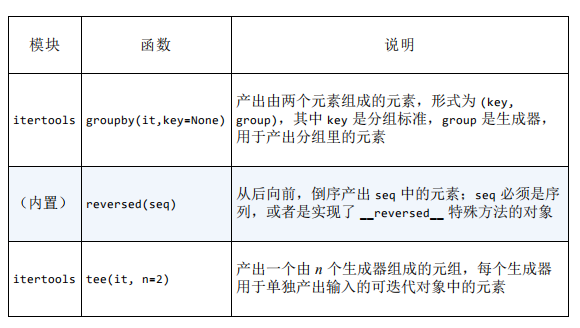 模块 函数 说明
产出由两个元素组成的元素，形式为 (key,
itertools groupby(it,key=None) group)，其中 key 是分组标准，group 是生成器，
用于产出分组里的元素
（内置） reversed(seq) 从后向前，倒序产出 seq 中的元素；seq 必须是序
列，或者是实现了 __reversed__ 特殊方法的对象
itertools tee(it, n=2) 产出一个由 n 个生成器组成的元组，每个生成器
用于单独产出输入的可迭代对象中的元素